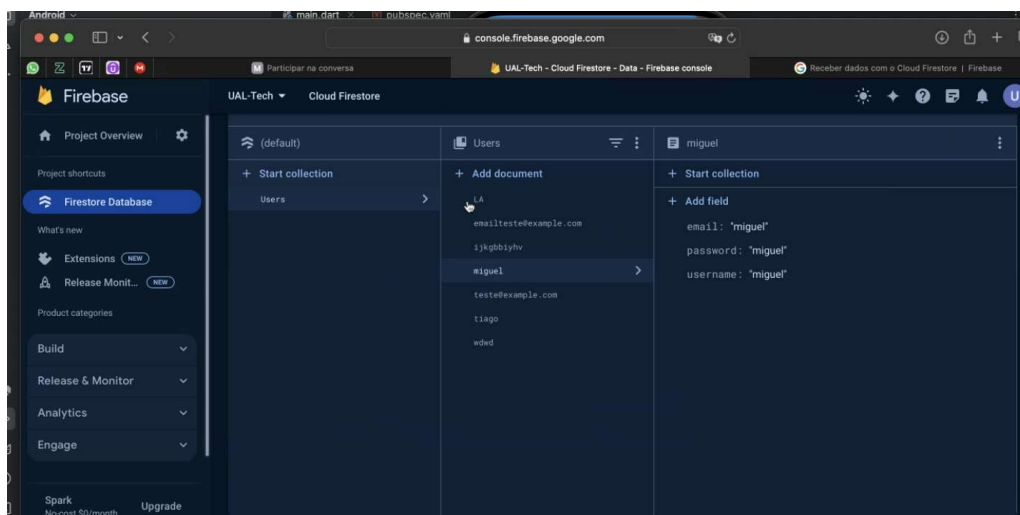 Android
main.dart
pubspec.yaml
console.firebase.google.com
Participar na conversa
UAL-Tech - Cloud Firestore - Data - Firebase console
Receber dados com o Cloud Firestore | Firebase
Firebase
UAL-Tech
Cloud Firestore
Project Overview
(default)
Users
miguel
Project shortcuts
+ Start collection
+ Add document
+ Start collection
Firestore Database
Users
LA
+ Add field
What's new
emailteste@example.com
email: "miguel"
Extensions NEW
ijkgbbiyhv
password: "miguel"
Release Monit... NEW
miguel
username: "miguel"
Product categories
teste@example.com
tiago
Build
wdwd
Release & Monitor
Analytics
Engage
Spark
No-cost $0/month
Upgrade